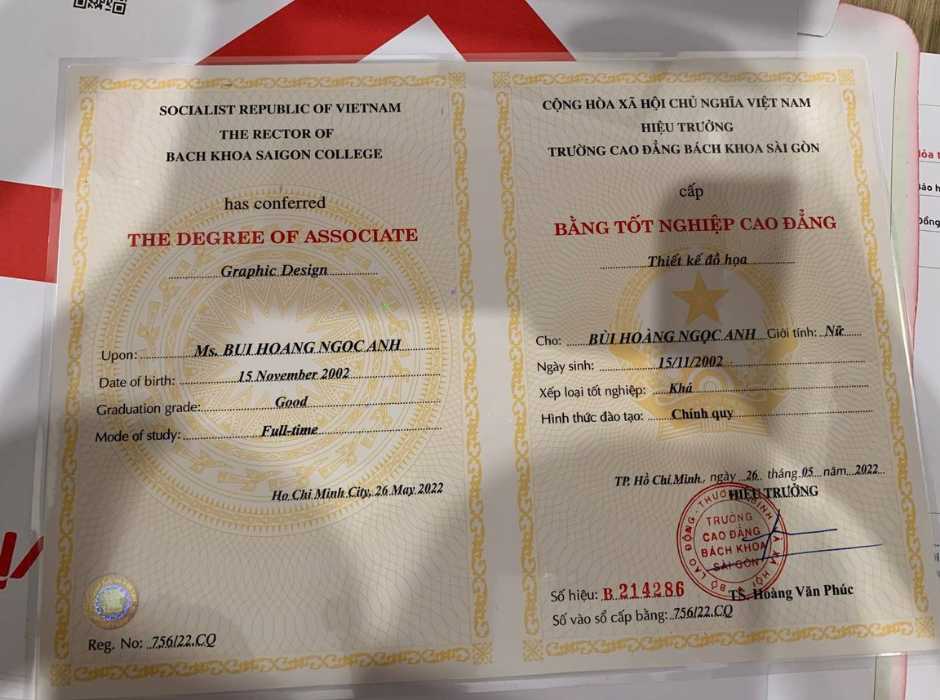 SOCIALIST REPUBLIC OF VIETNAM
THE RECTOR OF
BACH KHOA SAIGON COLLEGE
has conferred
THE DEGREE OF ASSOCIATE
Graphic Design
Upon: Ms. BUI HOANG NGOC ANH
Date of birth: 15 November 2002
Graduation grade: Good
Mode of study: Full-time
Ho Chi Minh City, 26 May 2022
Reg. No: 756/22.CQ
CỘNG HÒA XÃ HỘI CHỦ NGHĨA VIỆT NAM
HIỆU TRƯỞNG
TRƯỜNG CAO ĐẲNG BÁCH KHOA SÀI GÒN
cấp
BẰNG TỐT NGHIỆP CAO ĐẲNG
Thiết kế đồ họa
Cho: BÙI HOÀNG NGỌC ANH Giới tính: Nữ
Ngày sinh: 15/11/2002
Xếp loại tốt nghiệp: Khá
Hình thức đào tạo: Chính quy
TP. Hồ Chí Minh, ngày 26 tháng 05 năm 2022
HIỆU TRƯỞNG
TRƯỜNG
CAO ĐẲNG
BÁCH KHOA
SÀI GÒN
TS. Hoàng Văn Phúc
Số hiệu: B 214286
Số vào sổ cấp bằng: 756/22.CQ